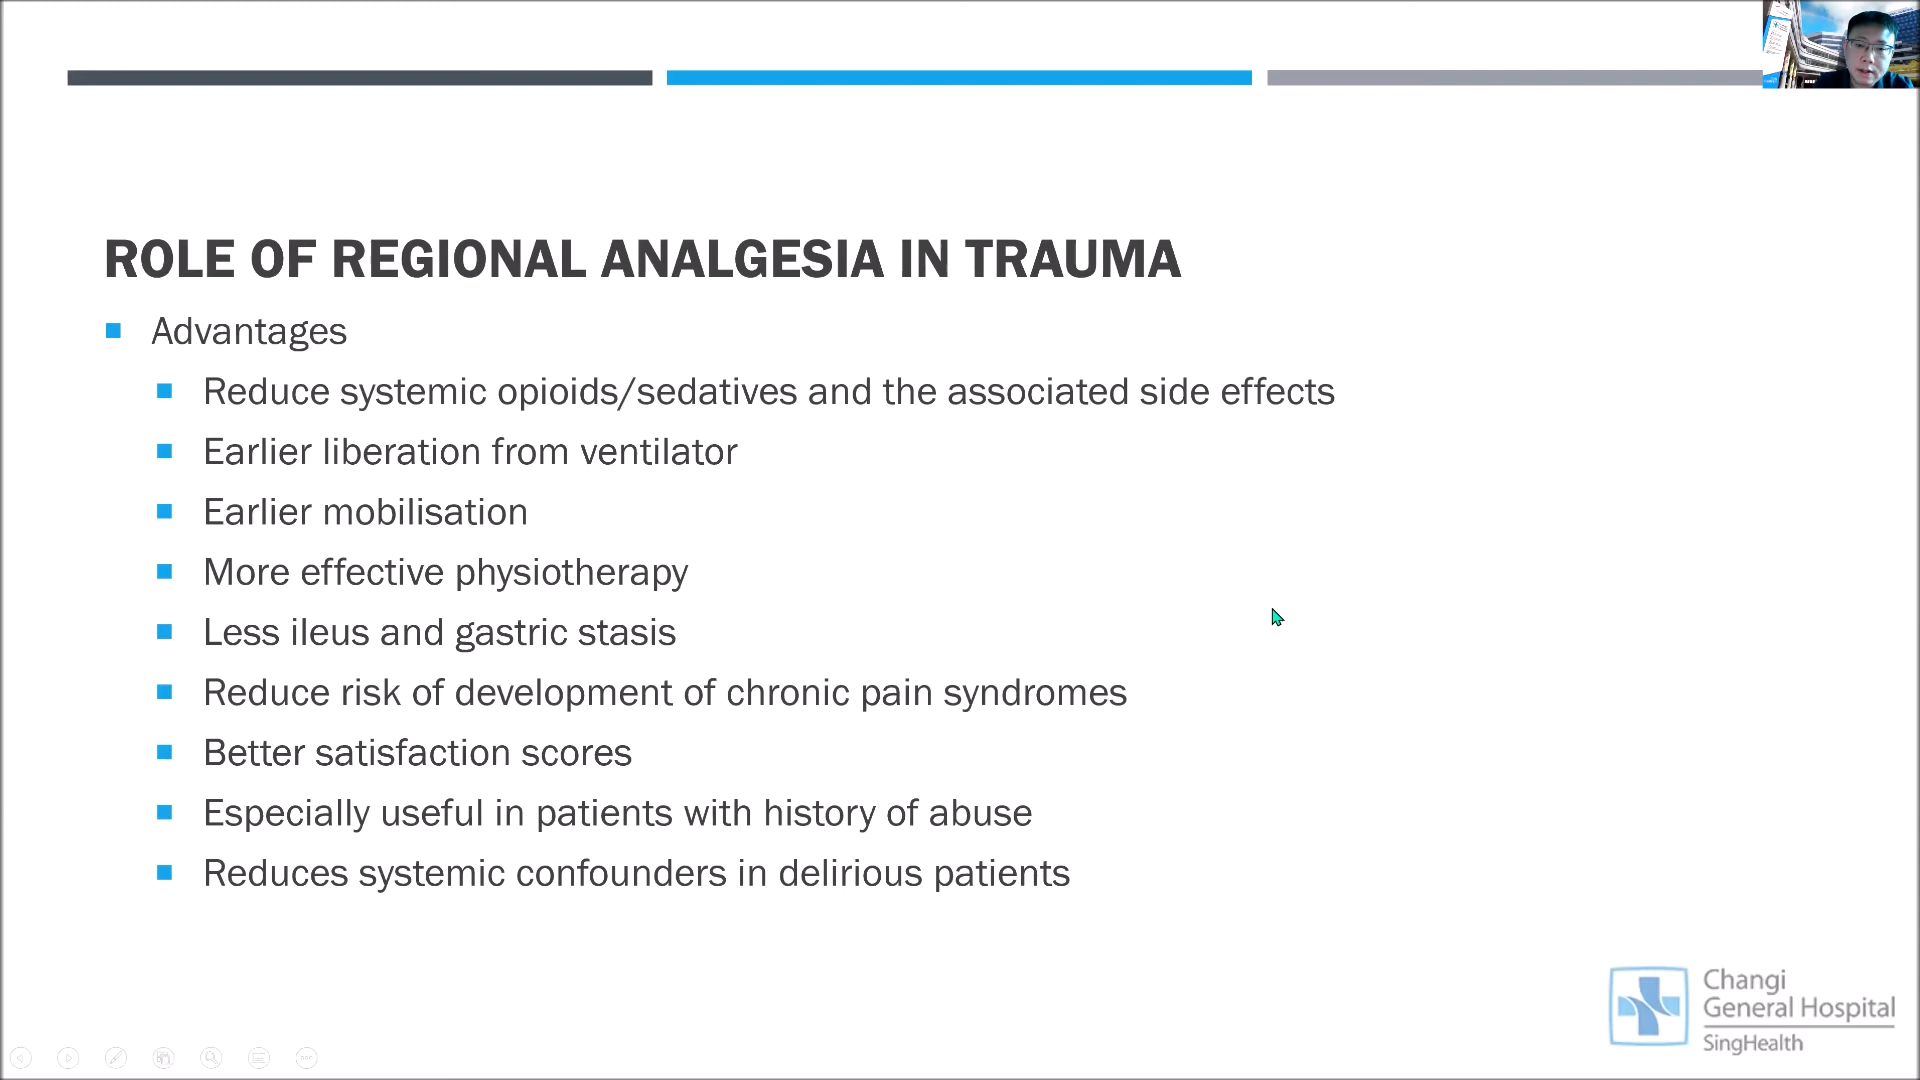 ROLE OF REGIONAL ANALGESIA IN TRAUMA
Advantages
Reduce systemic opioids/sedatives and the associated side effects
Earlier liberation from ventilator
Earlier mobilisation
More effective physiotherapy
Less ileus and gastric stasis
Reduce risk of development of chronic pain syndromes
Better satisfaction scores
Especially useful in patients with history of abuse
Reduces systemic confounders in delirious patients
Changi
General Hospital
SingHealth